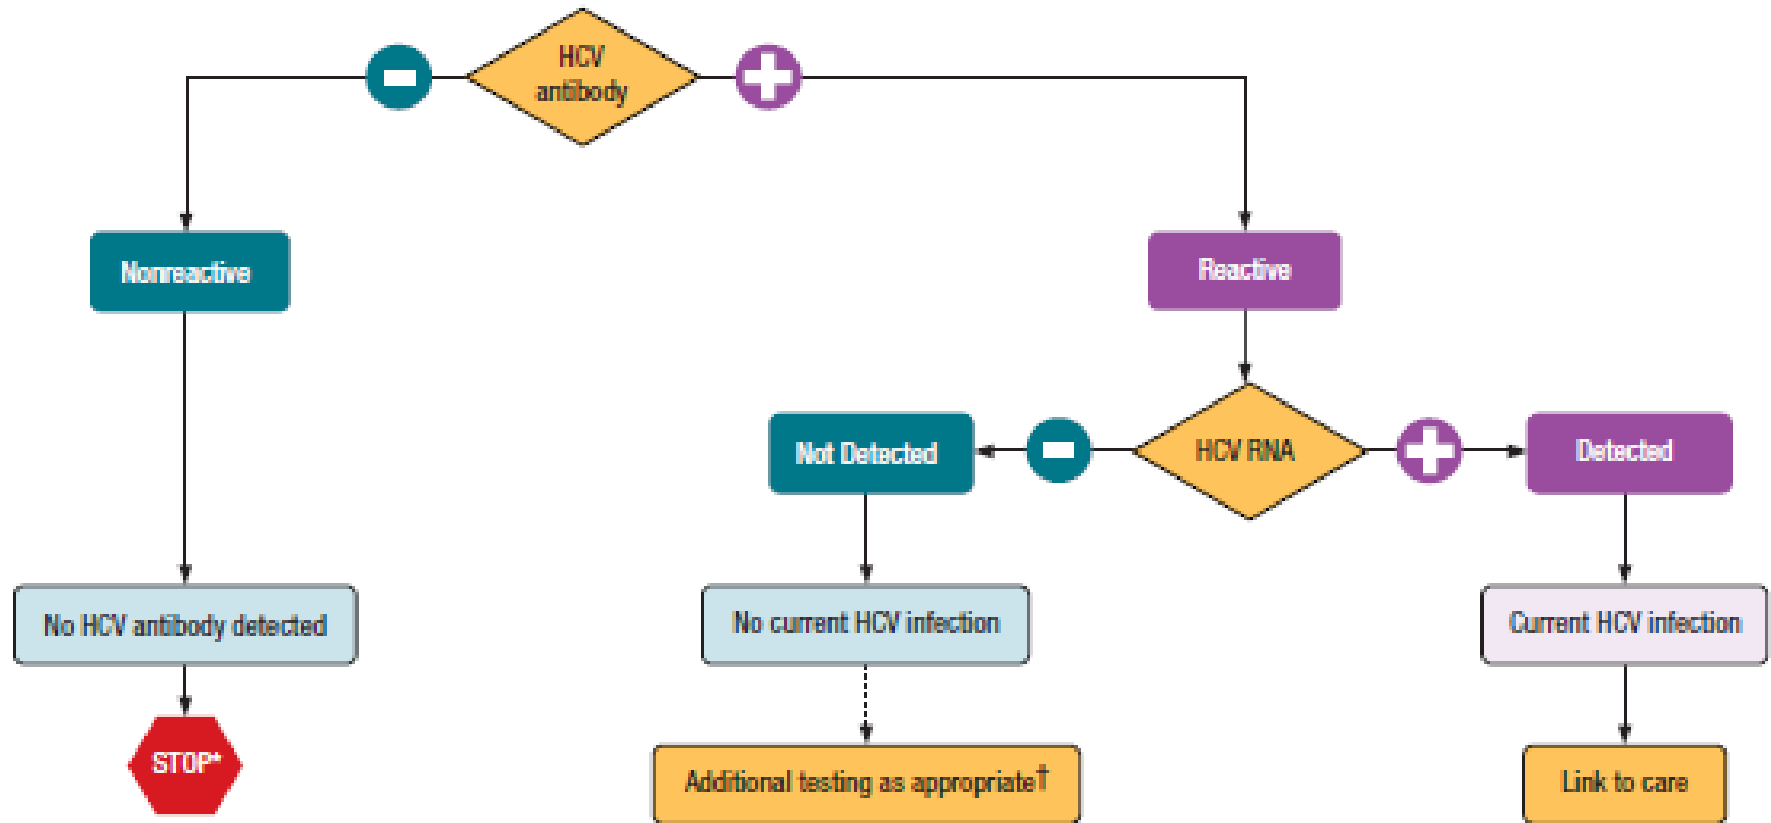 HCV
antibody
Nonreactive
Reactive
Not Detected
HCV RNA
Detected
No HCV antibody detected
No current HCV infection
Current HCV infection
STOP*
Additional testing as appropriate†
Link to care